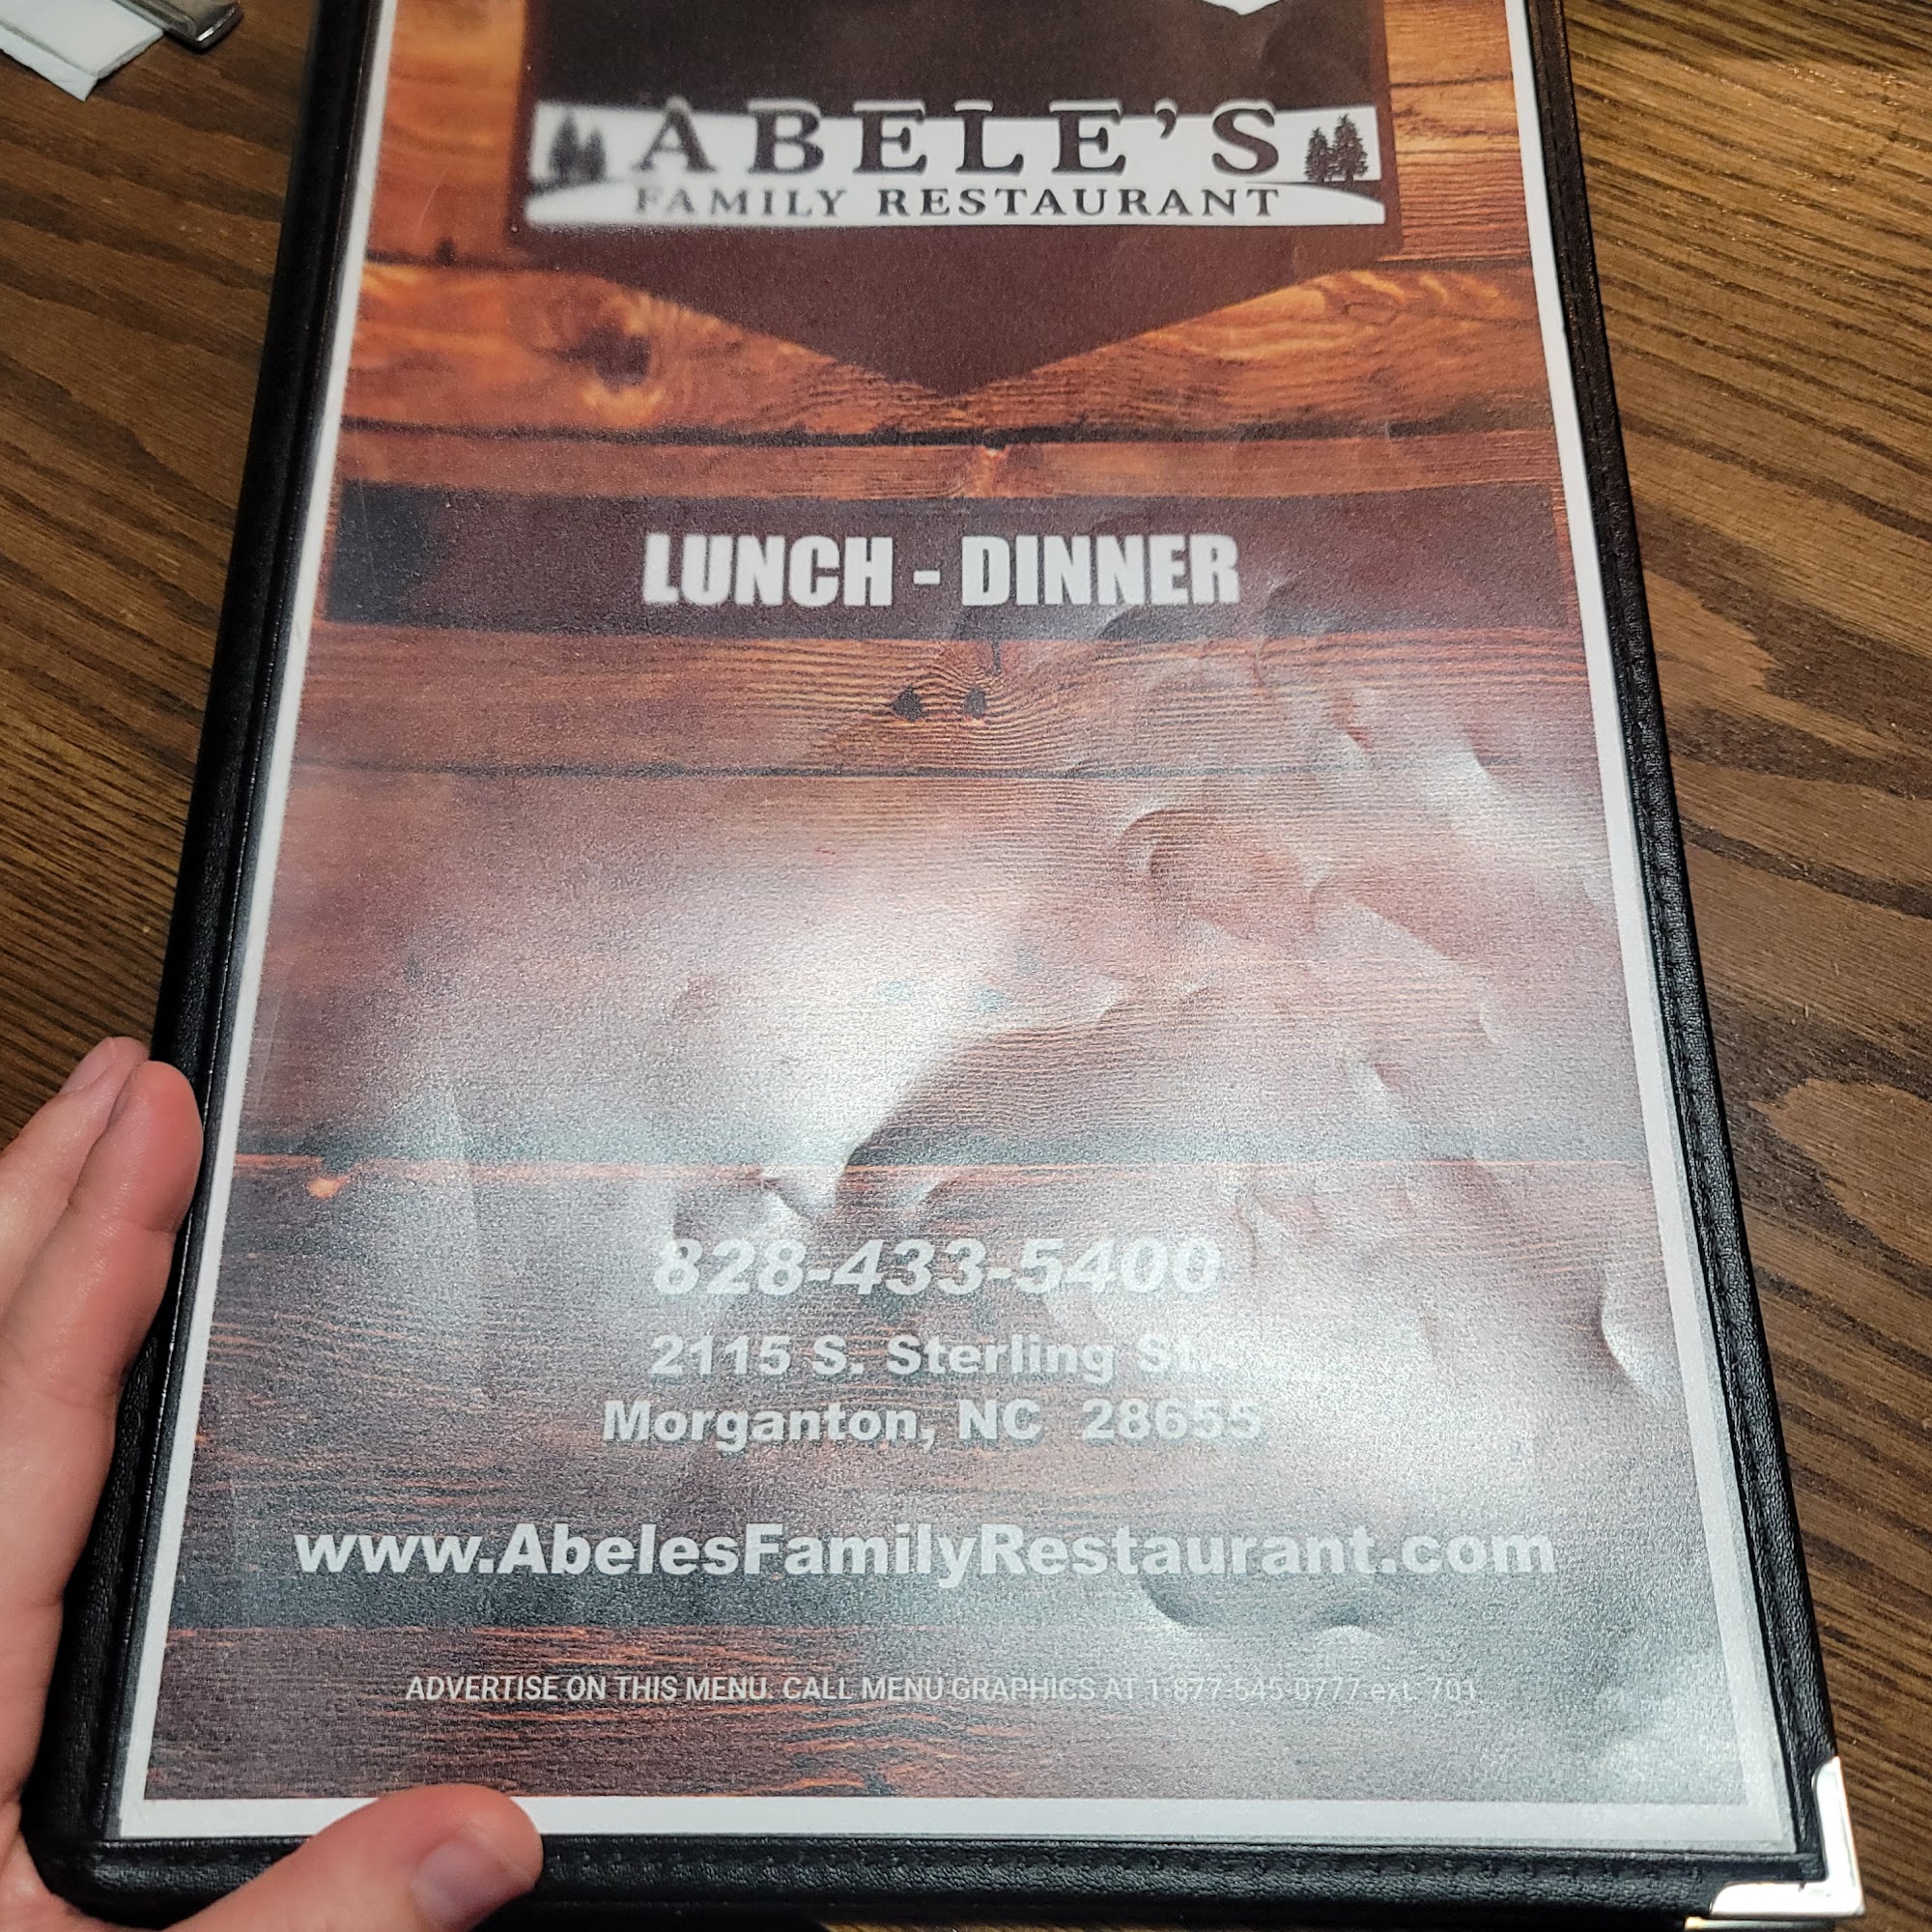 ABELE'S
FAMILY RESTAURANT
LUNCH - DINNER
828-433-5400
2115 S. Sterling St.
Morganton, NC 28655
www.AbelesFamilyRestaurant.com
ADVERTISE ON THIS MENU. CALL MENU GRAPHICS AT 1-877-545-0777 ext. 701